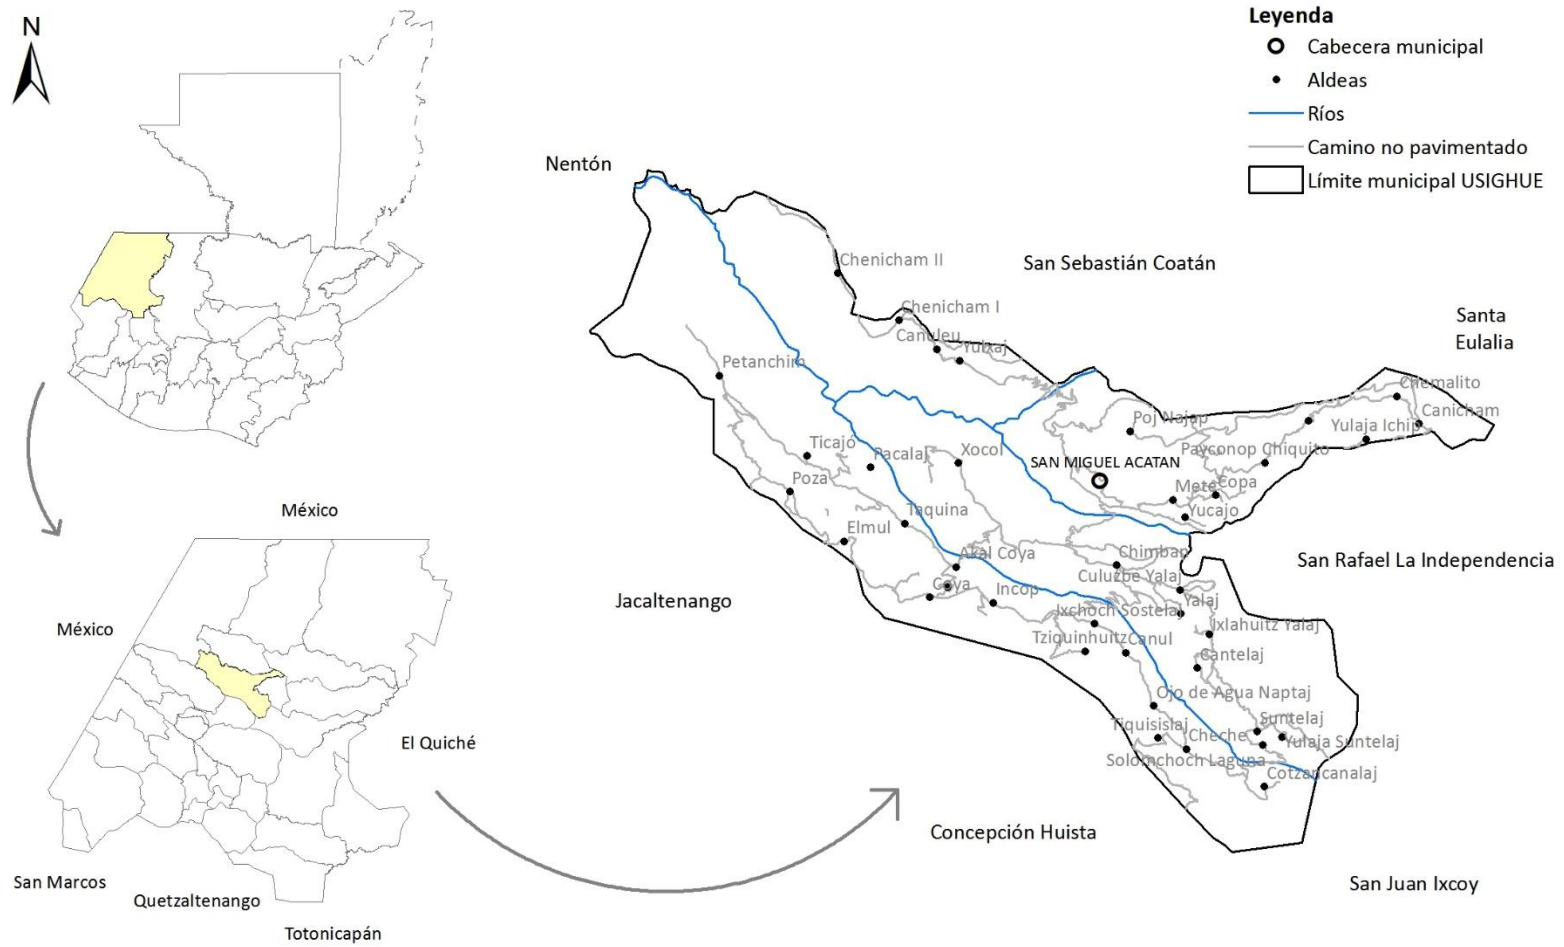 N
Leyenda
Cabecera municipal
Aldeas
Ríos
Camino no pavimentado
Límite municipal USIGHUE
Nentón
San Sebastián Coatán
Santa
Eulalia
San Rafael La Independencia
Jacaltenango
Concepción Huista
San Juan Ixcoy
Chenicham II
Chenicham I
Canuleu
Yulxaj
Petanchim
Chemalito
Canicham
Poj Najap
Yulaja Ichip
Payconop Chiquito
Ticajó
Pacalaj
Xocol
SAN MIGUEL ACATAN
Poza
Mete
Copa
Yucajo
Taquina
Elmul
Akal Coya
Chimban
Coya
Incop
Culuzbe Yalaj
Yalaj
Ixchoch Sostelaj
Ixlahuitz Yalaj
Tziquinhuitz
Canul
Cantelaj
Ojo de Agua Naptaj
Tiquisislaj
Suntelaj
Cheche
Yulaja Suntelaj
Solomchoch Laguna
Cotzancanalaj
México
México
El Quiché
San Marcos
Quetzaltenango
Totonicapán